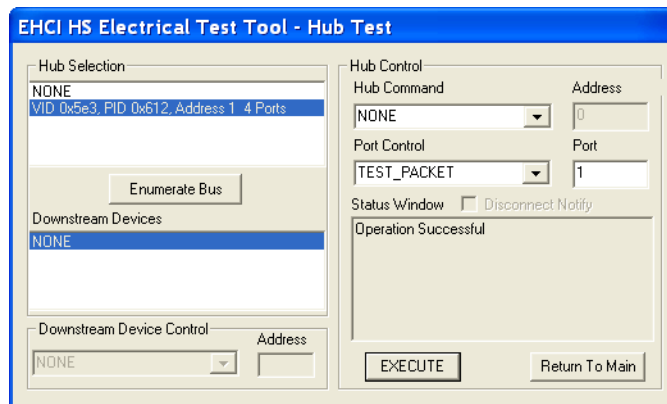 EHCI HS Electrical Test Tool - Hub Test
Hub Selection
NONE
VID 0x5e3, PID 0x612, Address 1 4 Ports
Enumerate Bus
Downstream Devices
NONE
Downstream Device Control
Address
NONE
Hub Control
Hub Command
Address
NONE
0
Port Control
Port
TEST_PACKET
1
Status Window
Disconnect Notify
Operation Successful
EXECUTE
Return To Main